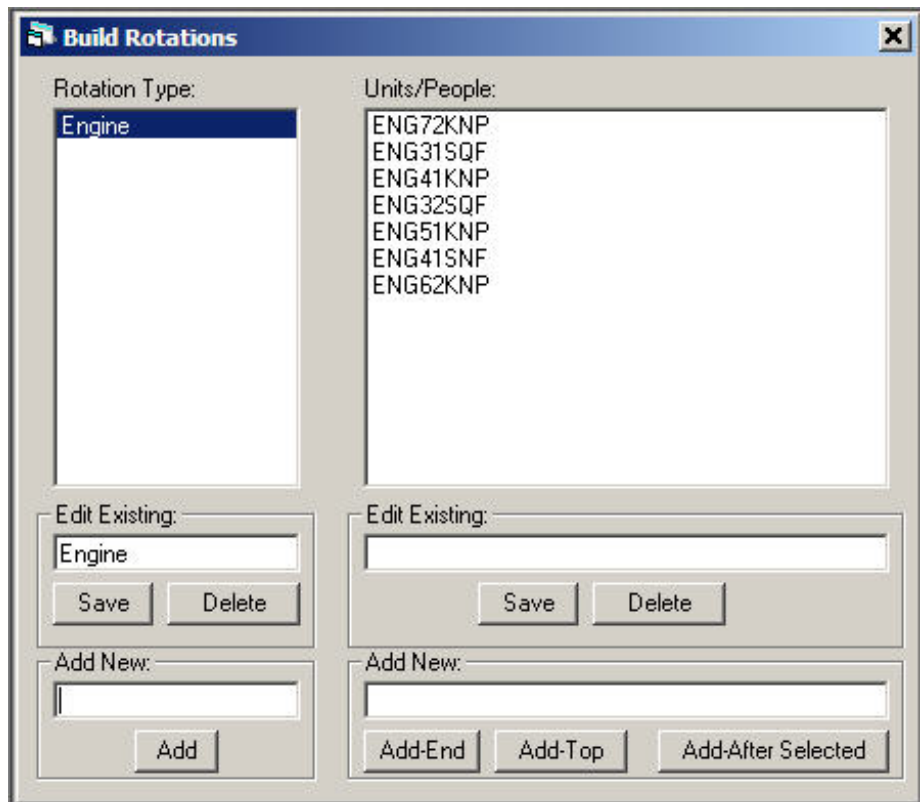 Build Rotations
Rotation Type:
Engine
Units/People:
ENG72KNP
ENG31SQF
ENG41KNP
ENG32SQF
ENG51KNP
ENG41SNF
ENG62KNP
Edit Existing:
Engine
Save Delete
Edit Existing:
Save Delete
Add New:
Add
Add New:
Add-End Add-Top Add-After Selected